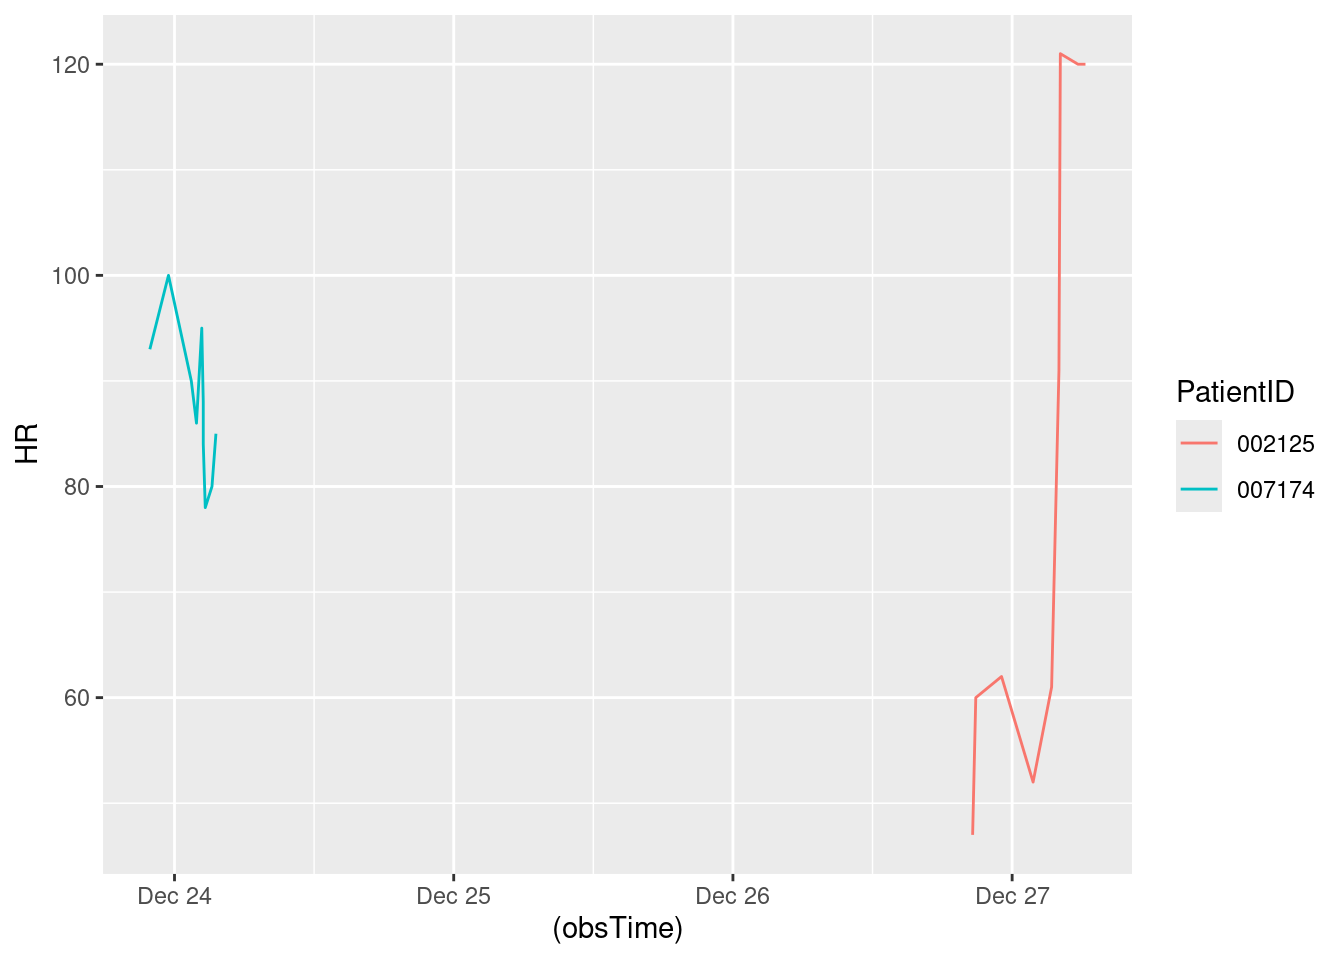 120
100
80
60
HR
Dec 24
Dec 25
Dec 26
Dec 27
(obsTime)
PatientID
002125
007174